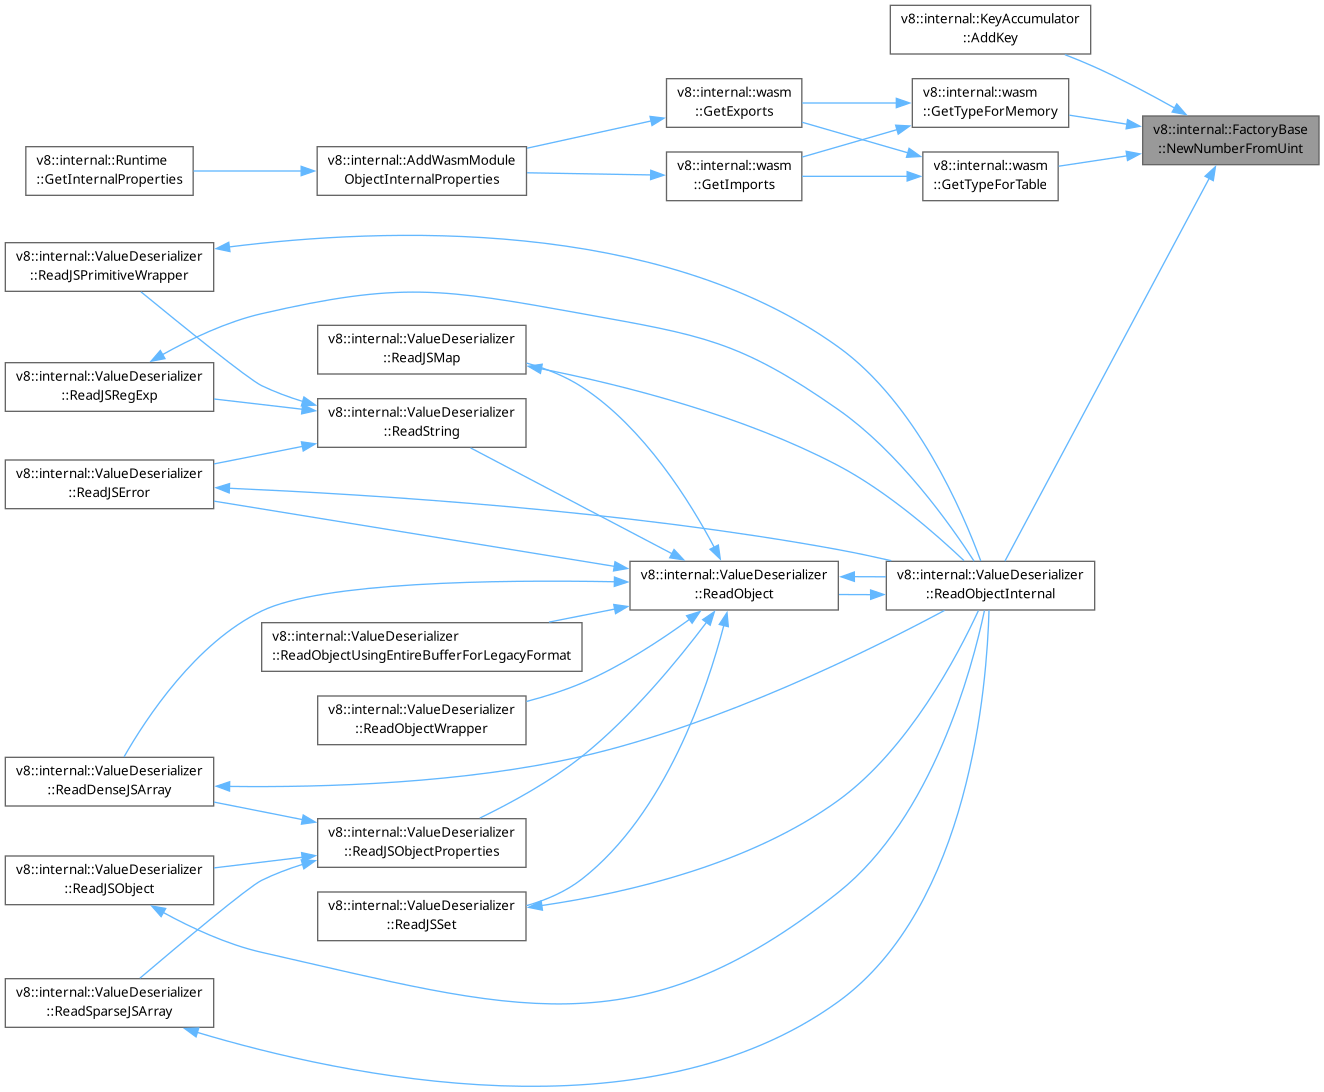 v8::internal::KeyAccumulator
::AddKey
v8::internal::wasm
::GetExports
v8::internal::wasm
::GetTypeForMemory
v8::internal::FactoryBase
::NewNumberFromUint
v8::internal::Runtime
::GetInternalProperties
v8::internal::AddWasmModule
ObjectInternalProperties
v8::internal::wasm
::GetImports
v8::internal::wasm
::GetTypeForTable
v8::internal::ValueDeserializer
::ReadJSPrimitiveWrapper
v8::internal::ValueDeserializer
::ReadJSMap
v8::internal::ValueDeserializer
::ReadJSRegExp
v8::internal::ValueDeserializer
::ReadString
v8::internal::ValueDeserializer
::ReadJSError
v8::internal::ValueDeserializer
::ReadObject
v8::internal::ValueDeserializer
::ReadObjectInternal
v8::internal::ValueDeserializer
::ReadObjectUsingEntireBufferForLegacyFormat
v8::internal::ValueDeserializer
::ReadObjectWrapper
v8::internal::ValueDeserializer
::ReadDenseJSArray
v8::internal::ValueDeserializer
::ReadJSObjectProperties
v8::internal::ValueDeserializer
::ReadJSObject
v8::internal::ValueDeserializer
::ReadJSSet
v8::internal::ValueDeserializer
::ReadSparseJSArray